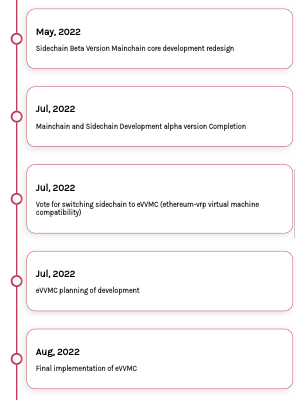 May, 2022
Sidechain Beta Version Mainchain core development redesign
Jul, 2022
Mainchain and Sidechain Development alpha version Completion
Jul, 2022
Vote for switching sidechain to eVVMC (ethereum-vrp virtual machine
compatibility)
Jul, 2022
eVVMC planning of development
Aug, 2022
Final implementation of eVVMC